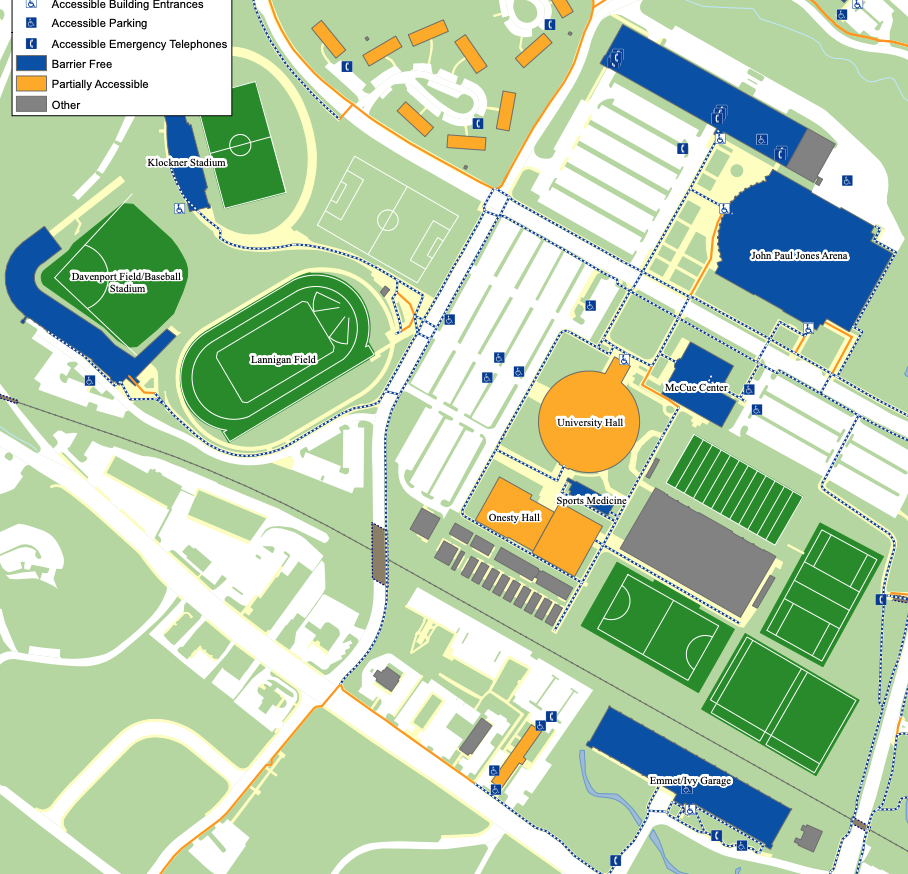 Accessible Building Entrances
Accessible Parking
Accessible Emergency Telephones
Barrier Free
Partially Accessible
Other
Klockner Stadium
John Paul Jones Arena
Davenport Field/Baseball
Stadium
Lannigan Field
McCue Center
University Hall
Sports Medicine
Onesty Hall
Emmet/Ivy Garage